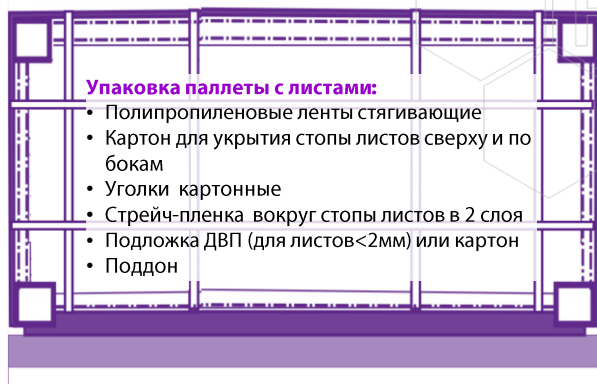 Упаковка паллеты с листами:
• Полипропиленовые ленты стягивающие
• Картон для укрытия стопы листов сверху и по
бокам
• Уголки картонные
• Стрейч-пленка вокруг стопы листов в 2 слоя
• Подложка ДВП (для листов<2мм) или картон
• Поддон